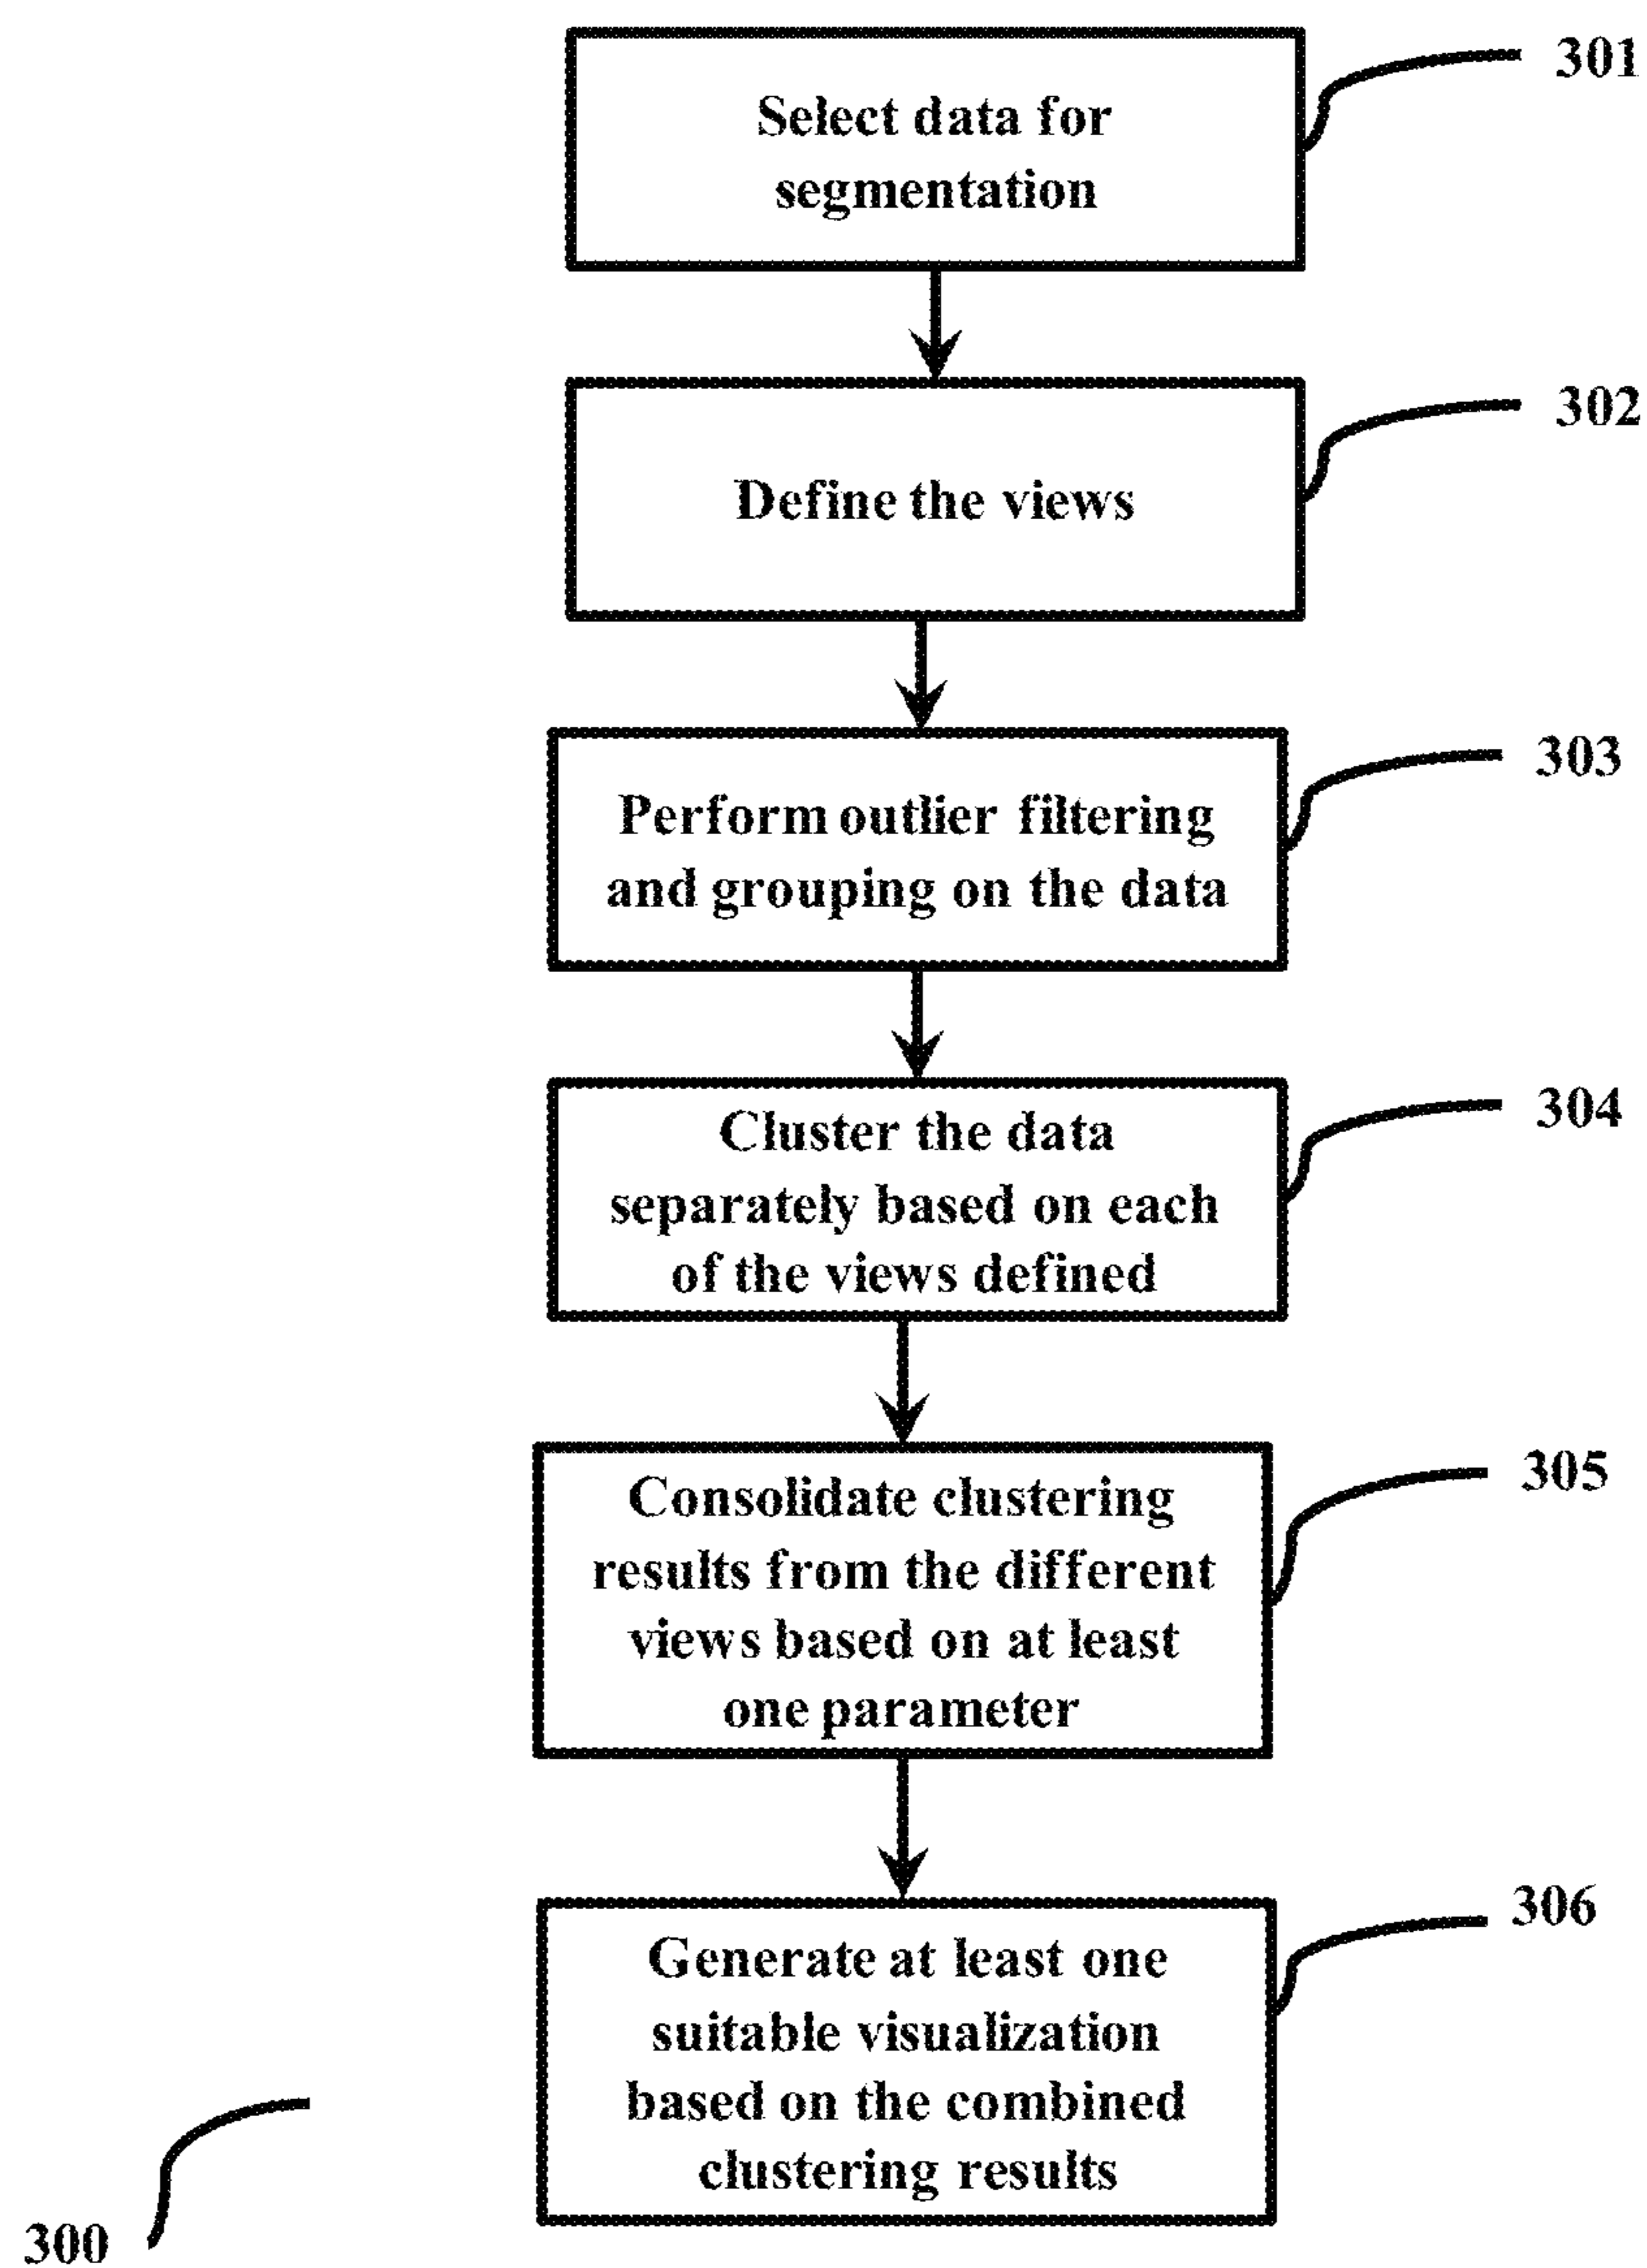 Select data for
segmentation
301
Define the views
302
Perform outlier filtering
and grouping on the data
303
Cluster the data
separately based on each
of the views defined
304
Consolidate clustering
results from the different
views based on at least
one parameter
305
Generate at least one
suitable visualization
based on the combined
clustering results
306
300